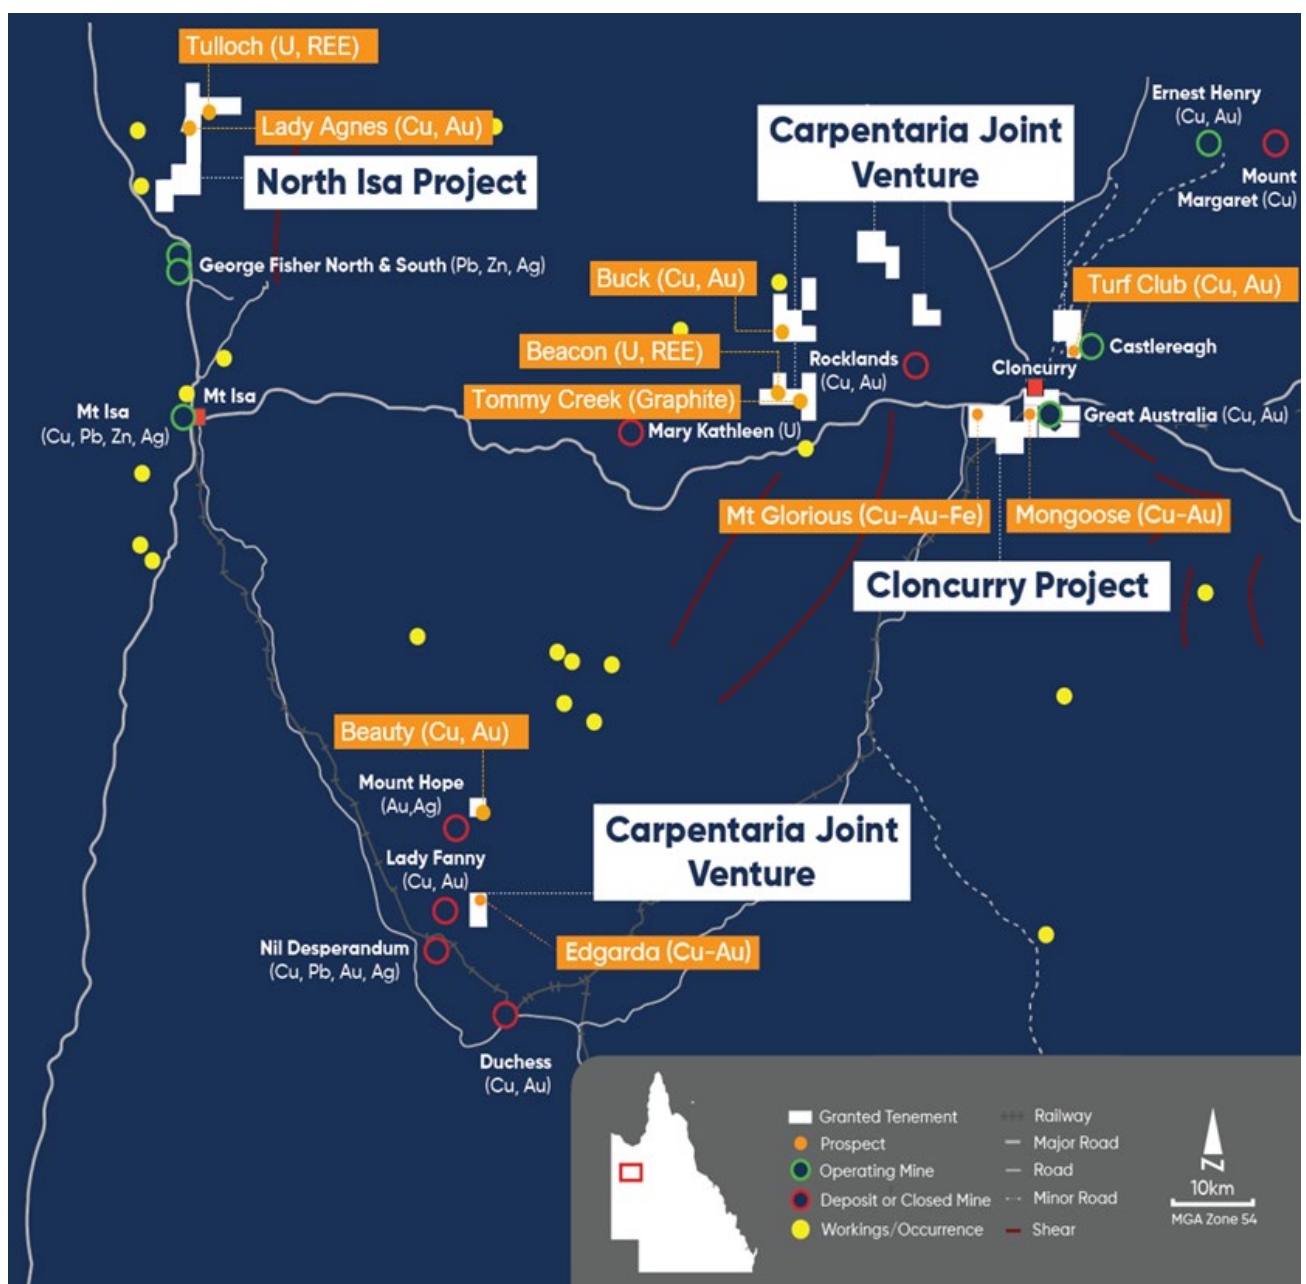 Tulloch (U, REE)
Lady Agnes (Cu, Au)
North Isa Project
George Fisher North & South (Pb, Zn, Ag)
Carpentaria Joint
Venture
Ernest Henry
(Cu, Au)
Mount
Margaret (Cu)
Buck (Cu, Au)
Turf Club (Cu, Au)
Beacon (U, REE)
Rocklands
(Cu, Au)
Castlereagh
Cloncurry
Tommy Creek (Graphite)
Mt Isa
Mt Isa
(Cu, Pb, Zn, Ag)
Mary Kathleen (U)
Great Australia (Cu, Au)
Mt Glorious (Cu-Au-Fe)
Mongoose (Cu-Au)
Cloncurry Project
Beauty (Cu, Au)
Mount Hope
(Au,Ag)
Carpentaria Joint
Venture
Lady Fanny
(Cu, Au)
Nil Desperandum
(Cu, Pb, Au, Ag)
Edgarda (Cu-Au)
Duchess
(Cu, Au)
Granted Tenement
Prospect
Operating Mine
Deposit or Closed Mine
Workings/Occurrence
Railway
Major Road
Road
Minor Road
Shear
N
10km
MGA Zone 54